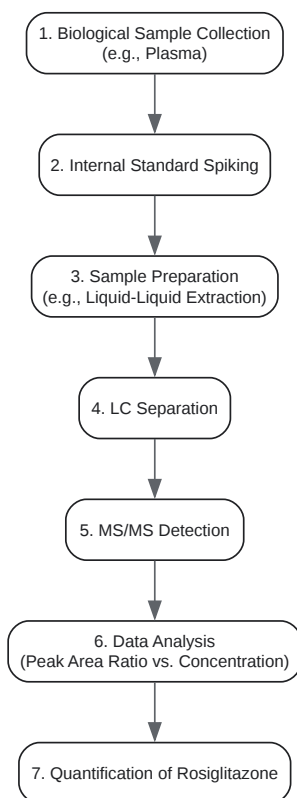 1. Biological Sample Collection
(e.g., Plasma)
2. Internal Standard Spiking
3. Sample Preparation
(e.g., Liquid-Liquid Extraction)
4. LC Separation
5. MS/MS Detection
6. Data Analysis
(Peak Area Ratio vs. Concentration)
7. Quantification of Rosiglitazone